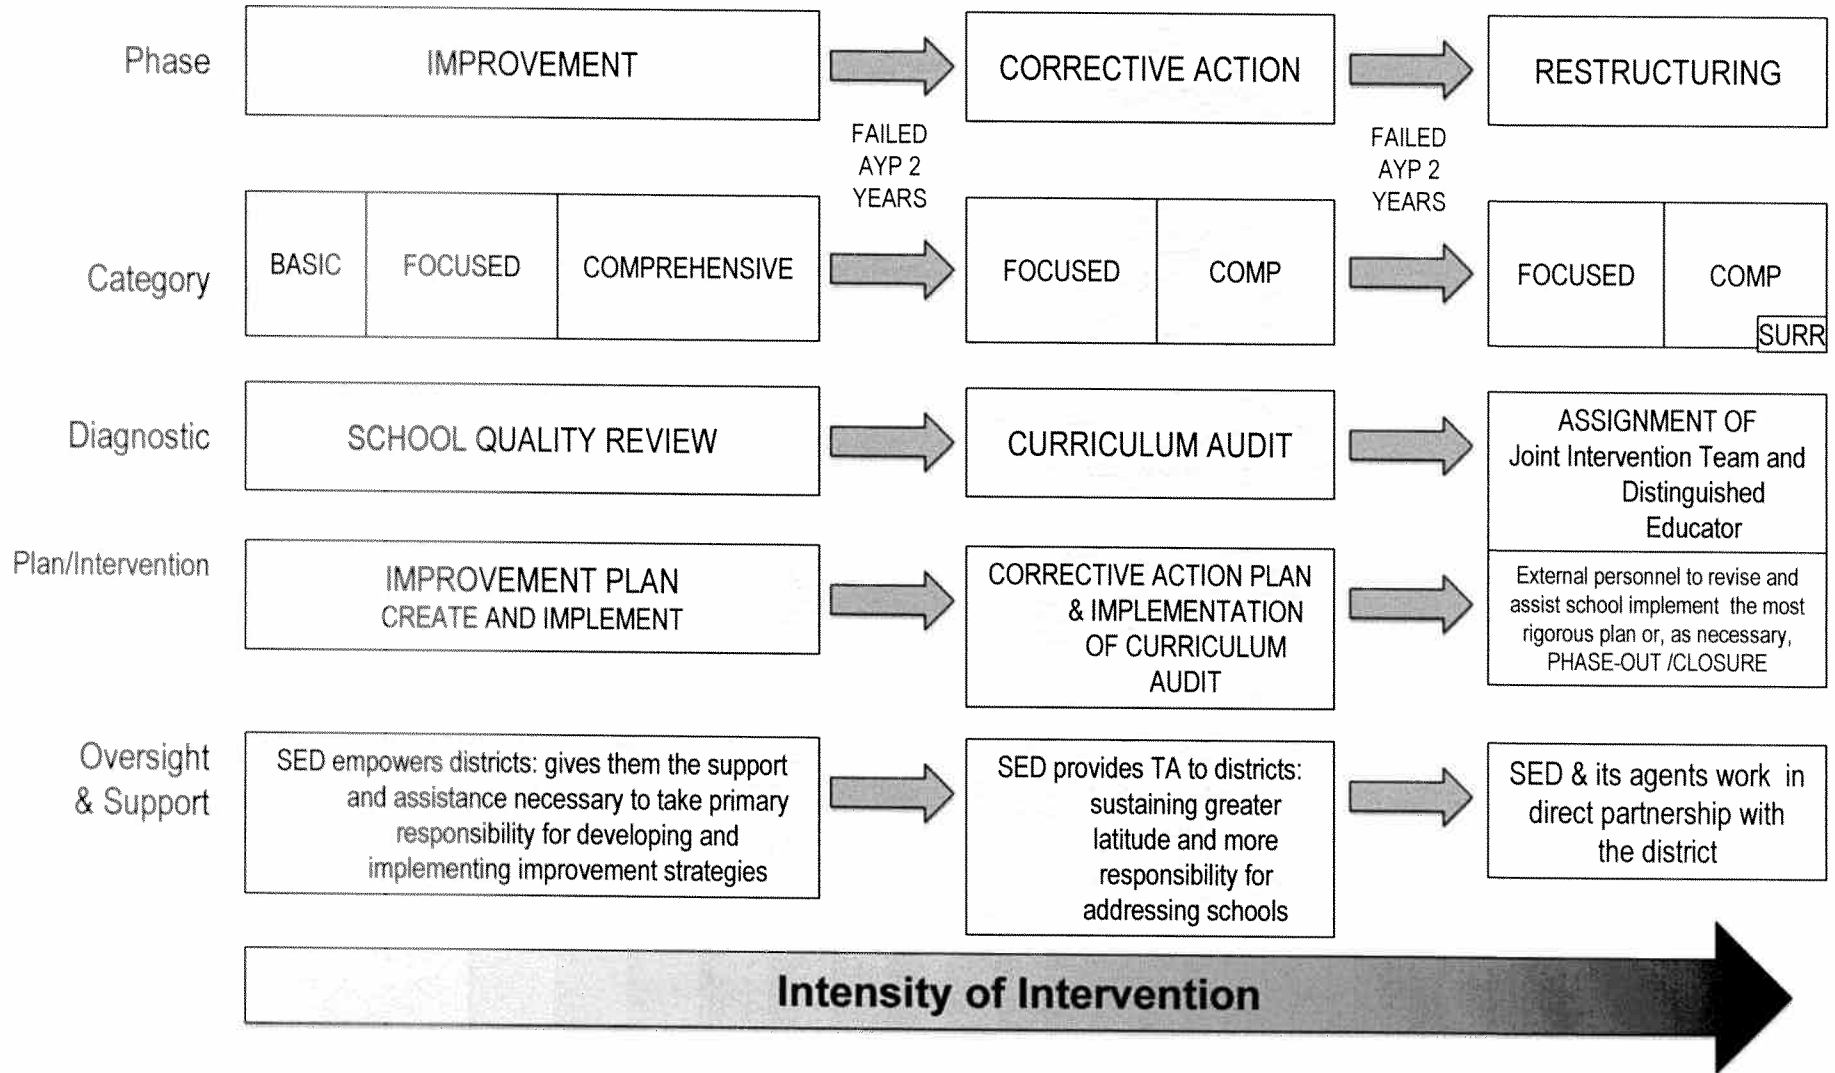 Phase
IMPROVEMENT
CORRECTIVE ACTION
RESTRUCTURING
FAILED
AYP 2
YEARS
FAILED
AYP 2
YEARS
Category
BASIC
FOCUSED
COMPREHENSIVE
FOCUSED
COMP
FOCUSED
COMP
SURR
Diagnostic
SCHOOL QUALITY REVIEW
CURRICULUM AUDIT
ASSIGNMENT OF
Joint Intervention Team and
Distinguished
Educator
Plan/Intervention
IMPROVEMENT PLAN
CREATE AND IMPLEMENT
CORRECTIVE ACTION PLAN
& IMPLEMENTATION
OF CURRICULUM
AUDIT
External personnel to revise and
assist school implement the most
rigorous plan or, as necessary,
PHASE-OUT /CLOSURE
Oversight
& Support
SED empowers districts: gives them the support
and assistance necessary to take primary
responsibility for developing and
implementing improvement strategies
SED provides TA to districts:
sustaining greater
latitude and more
responsibility for
addressing schools
SED & its agents work in
direct partnership with
the district
Intensity of Intervention